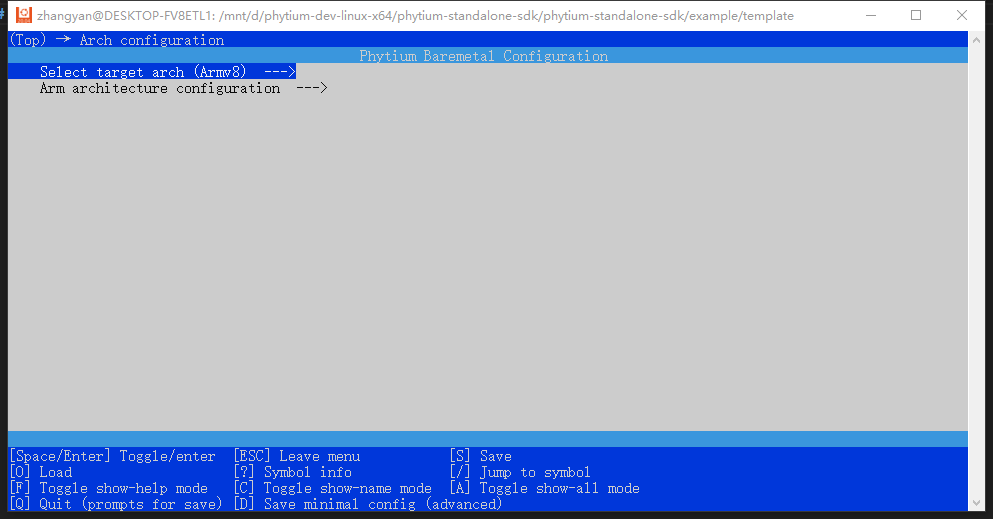 zhangyan@DESKTOP-FV8ETL1: /mnt/d/phytium-dev-linux-x64/phytium-standalone-sdk/phytium-standalone-sdk/example/template
(Top) → Arch configuration
Phytium Baremetal Configuration
Select target arch (Armv8)  --->
Arm architecture configuration  --->
[Space/Enter] Toggle/enter  [ESC] Leave menu  [S] Save
[O] Load  [?] Symbol info  [/] Jump to symbol
[F] Toggle show-help mode  [C] Toggle show-name mode  [A] Toggle show-all mode
[Q] Quit (prompts for save)  [D] Save minimal config (advanced)